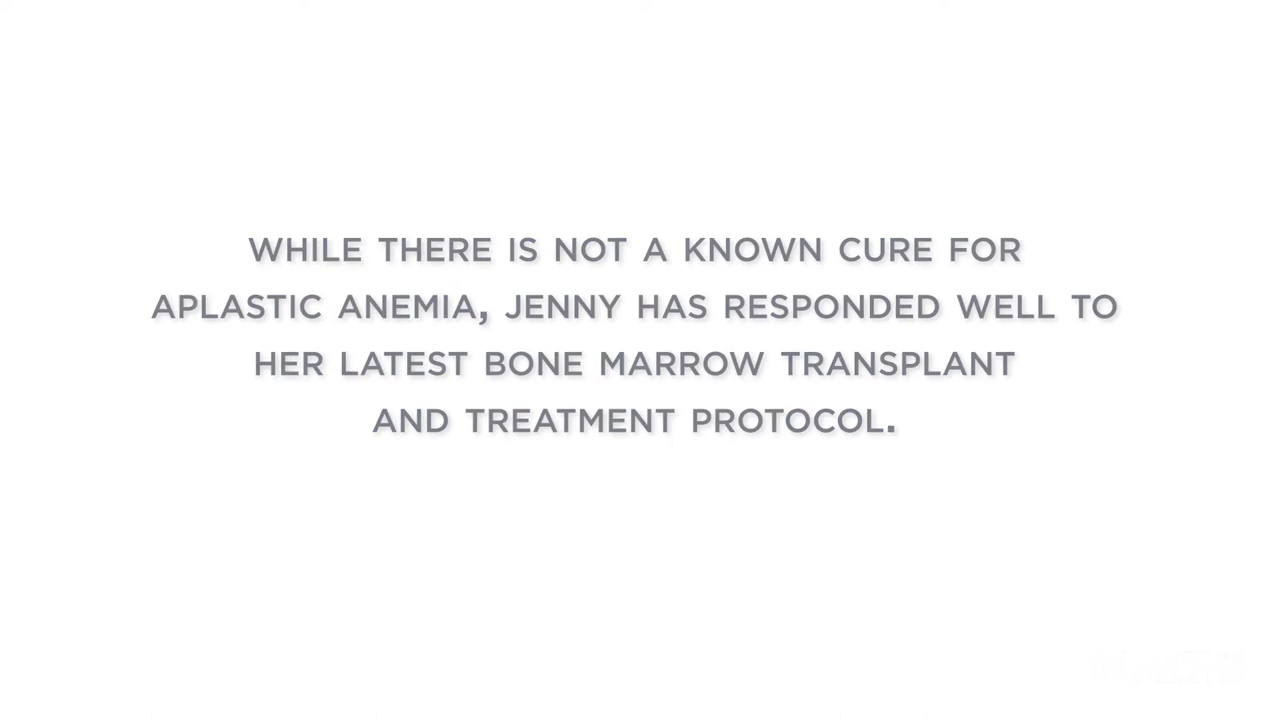 WHILE THERE IS NOT A KNOWN CURE FOR
APLASTIC ANEMIA, JENNY HAS RESPONDED WELL TO
HER LATEST BONE MARROW TRANSPLANT
AND TREATMENT PROTOCOL.